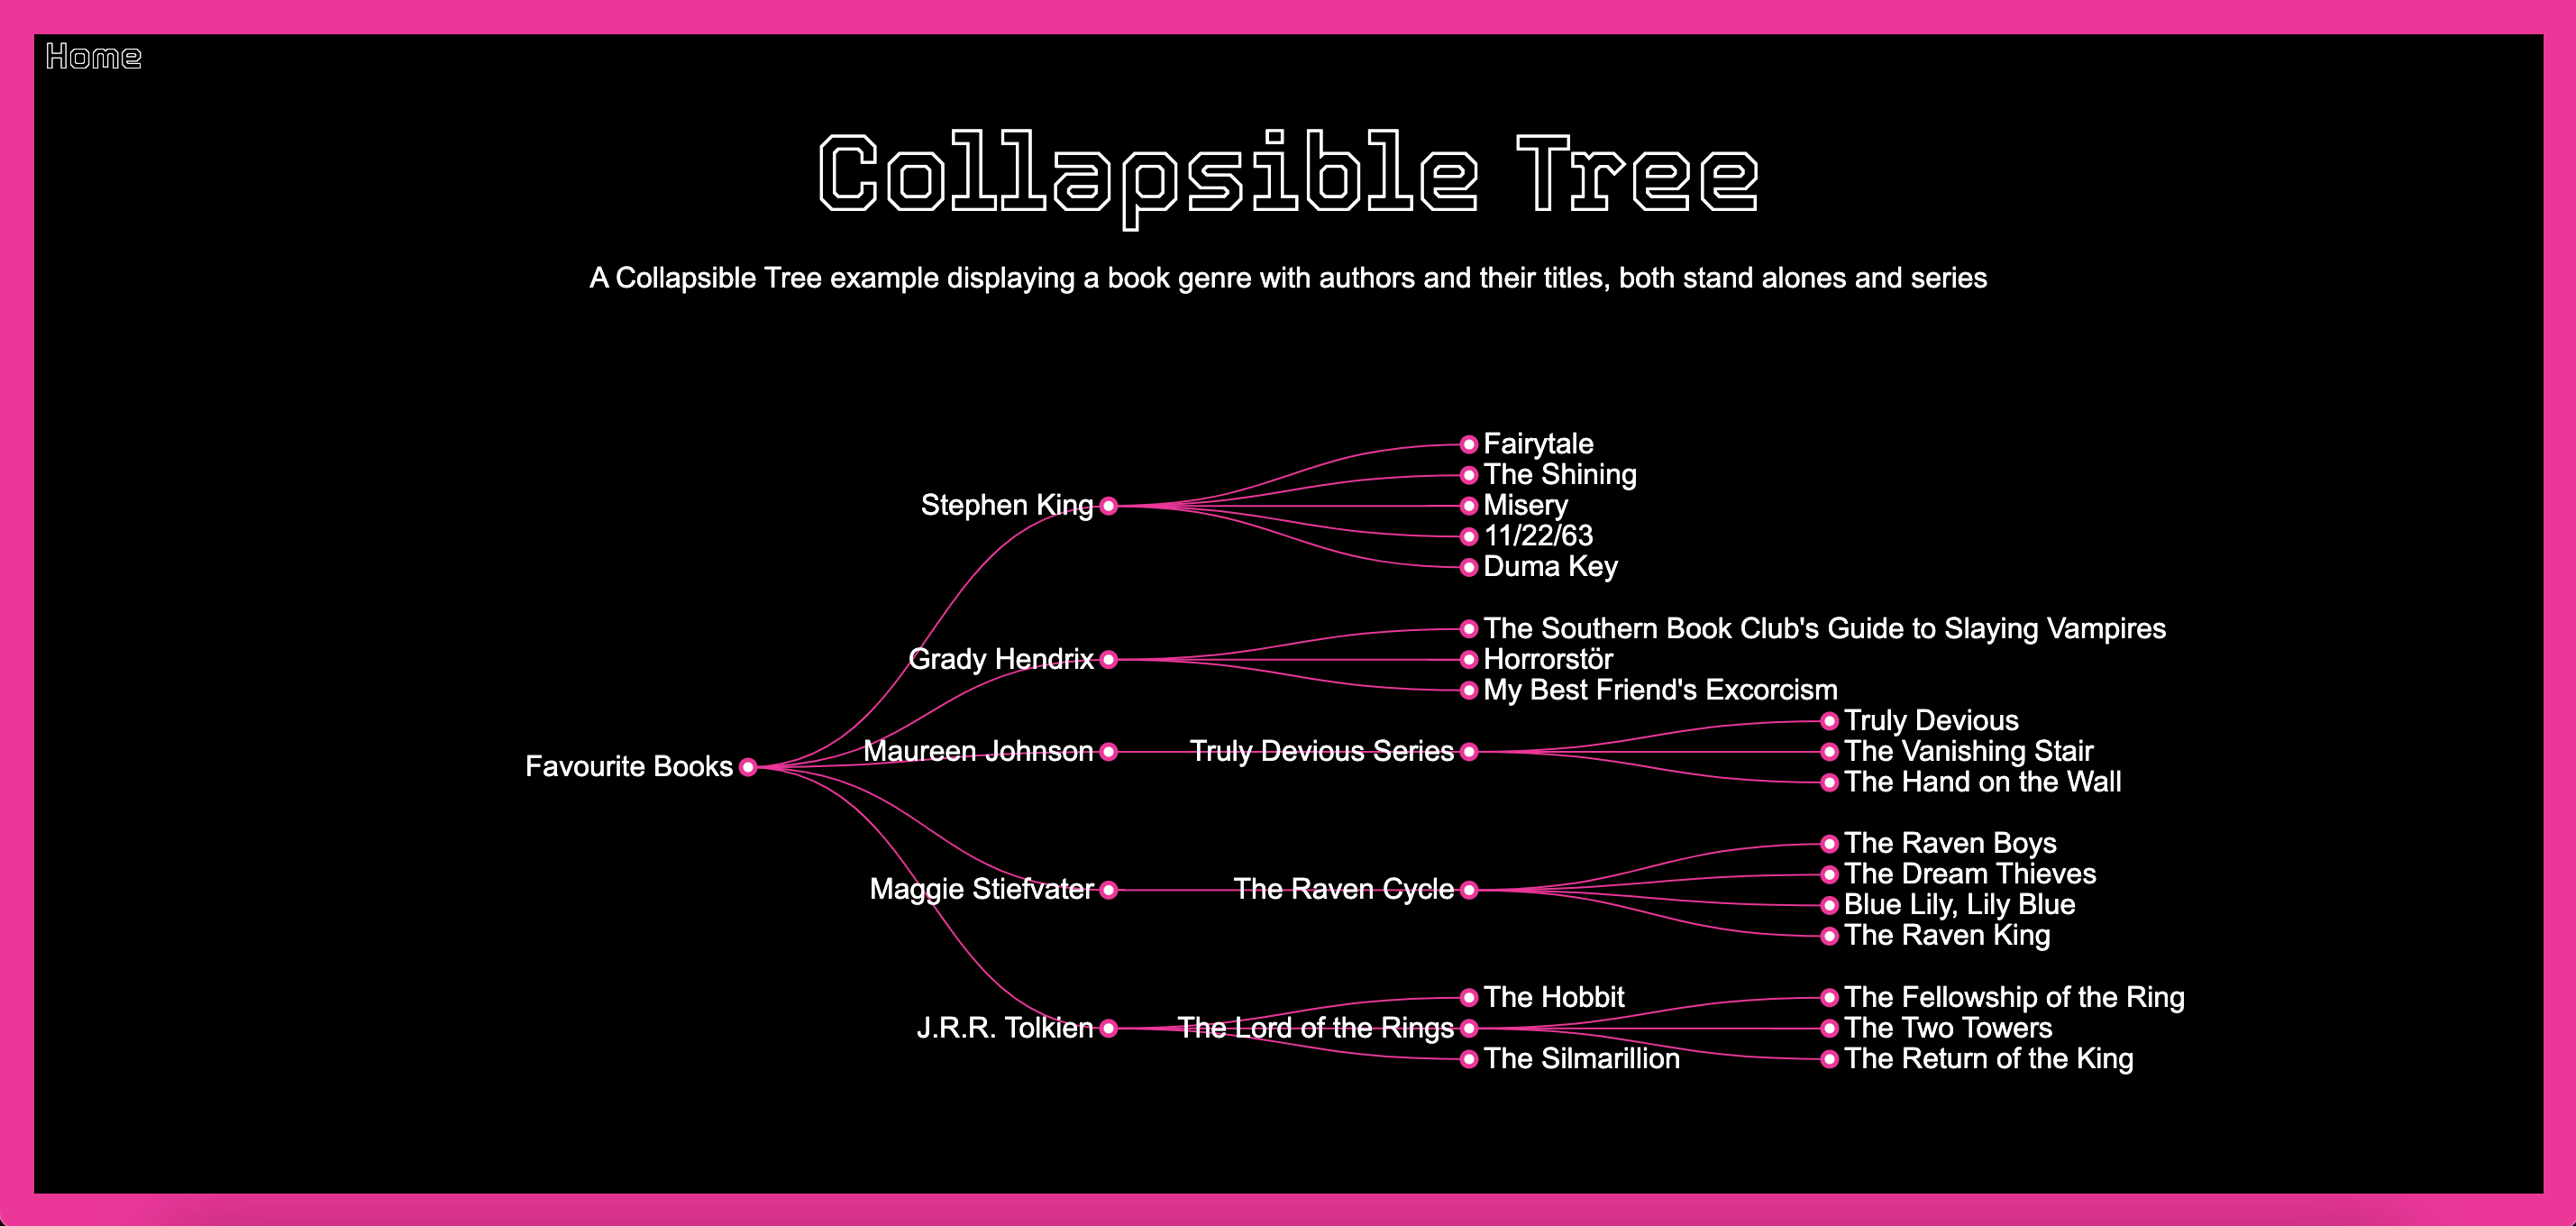 Home
Collapsible Tree
A Collapsible Tree example displaying a book genre with authors and their titles, both stand alones and series
Favourite Books
Stephen King
Fairytale
The Shining
Misery
11/22/63
Duma Key
Grady Hendrix
The Southern Book Club's Guide to Slaying Vampires
Horrorstör
My Best Friend's Excorcism
Maureen Johnson
Truly Devious Series
Truly Devious
The Vanishing Stair
The Hand on the Wall
Maggie Stiefvater
The Raven Cycle
The Raven Boys
The Dream Thieves
Blue Lily, Lily Blue
The Raven King
J.R.R. Tolkien
The Hobbit
The Lord of the Rings
The Fellowship of the Ring
The Two Towers
The Return of the King
The Silmarillion